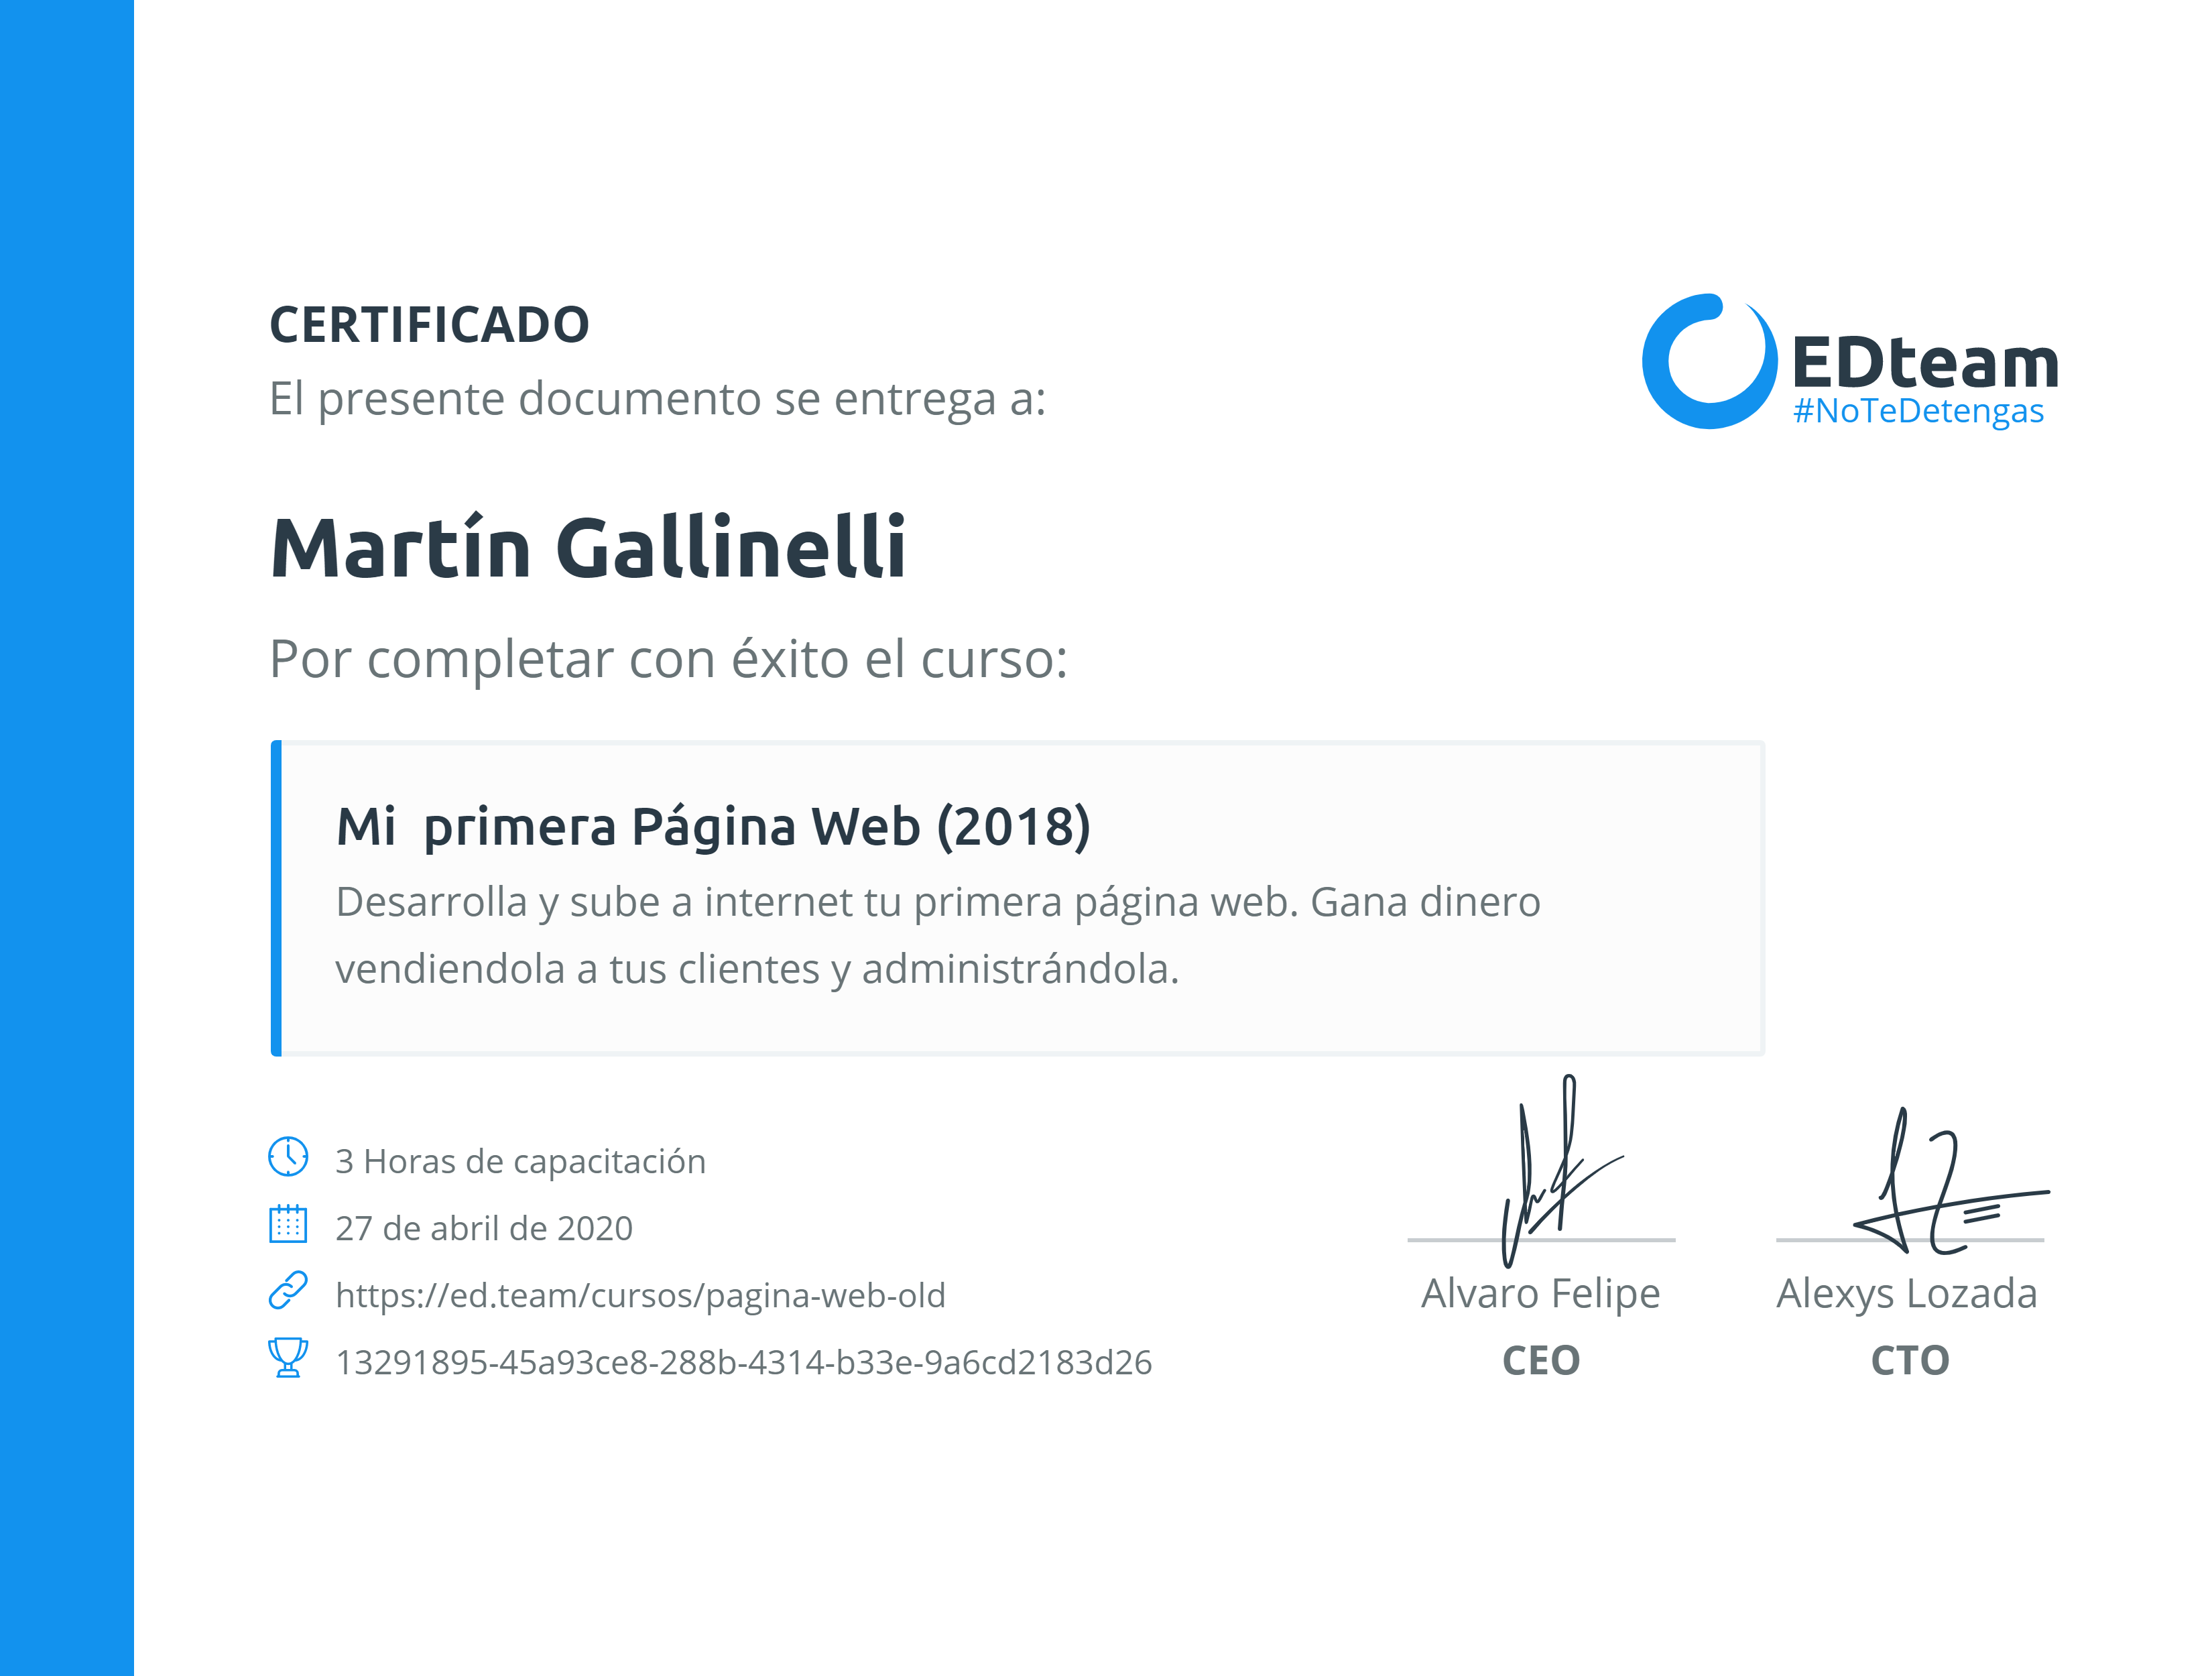 CERTIFICADO
El presente documento se entrega a:
EDteam
#NoTeDetengas
Martín Gallinelli
Por completar con éxito el curso:
Mi primera Página Web (2018)
Desarrolla y sube a internet tu primera página web. Gana dinero
vendiendola a tus clientes y administrándola.
3 Horas de capacitación
27 de abril de 2020
https://ed.team/cursos/pagina-web-old
13291895-45a93ce8-288b-4314-b33e-9a6cd2183d26
Alvaro Felipe
CEO
Alexys Lozada
CTO